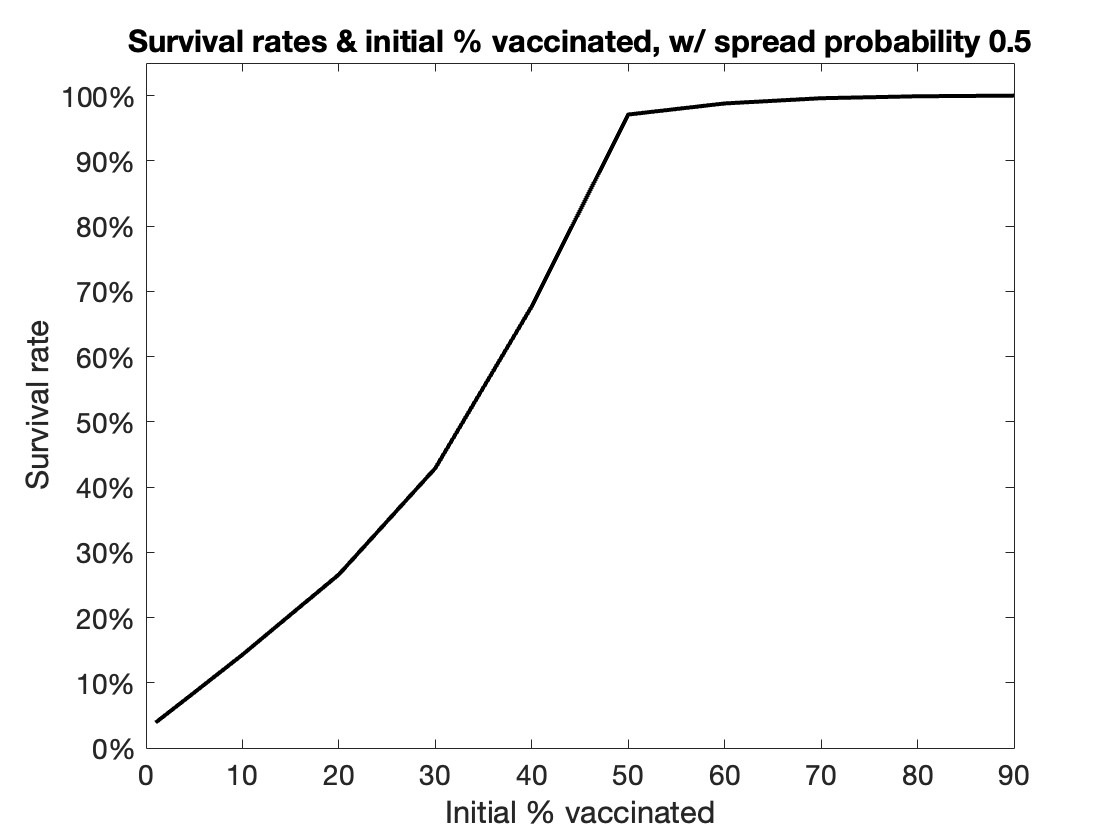 Survival rates & initial % vaccinated, w/ spread probability 0.5
100%
90%
80%
70%
60%
50%
40%
30%
20%
10%
0%
Survival rate
0 10 20 30 40 50 60 70 80 90
Initial % vaccinated